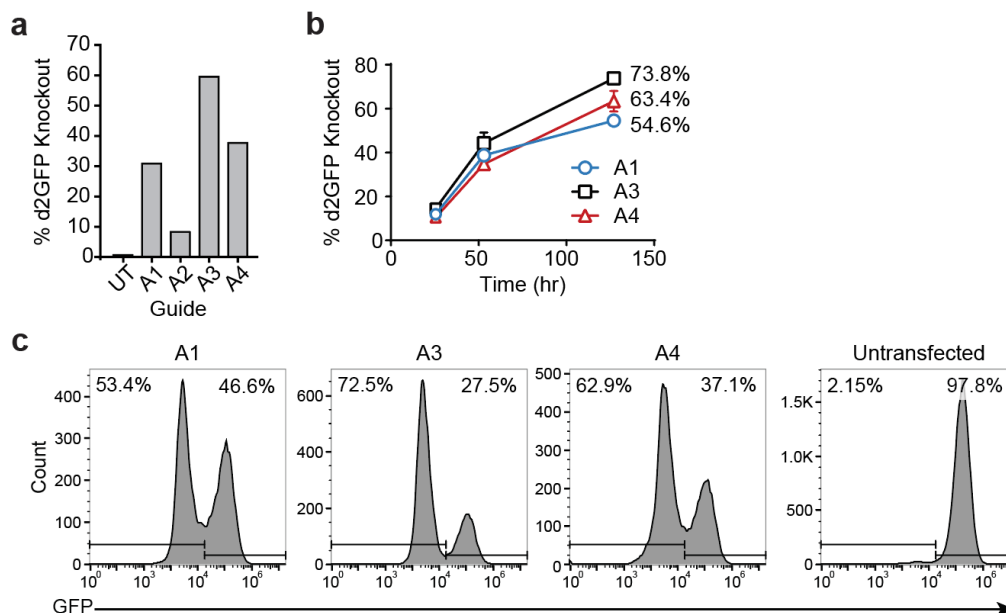 a
% d2GFP Knockout
70
60
50
40
30
20
10
0
UT A1 A2 A3 A4
Guide
b
% d2GFP Knockout
80
60
40
20
0
0 50 100 150
Time (hr)
73.8%
63.4%
54.6%
A1
A3
A4
c
A1
53.4% 46.6%
Count
400
300
200
100
0
10^0 10^3 10^4 10^6
A3
72.5% 27.5%
600
400
200
0
10^0 10^3 10^4 10^6
A4
62.9% 37.1%
500
400
300
200
100
0
10^0 10^3 10^4 10^6
Untransfected
2.15% 97.8%
1.5K
1.0K
500
0
10^0 10^3 10^4 10^6
GFP